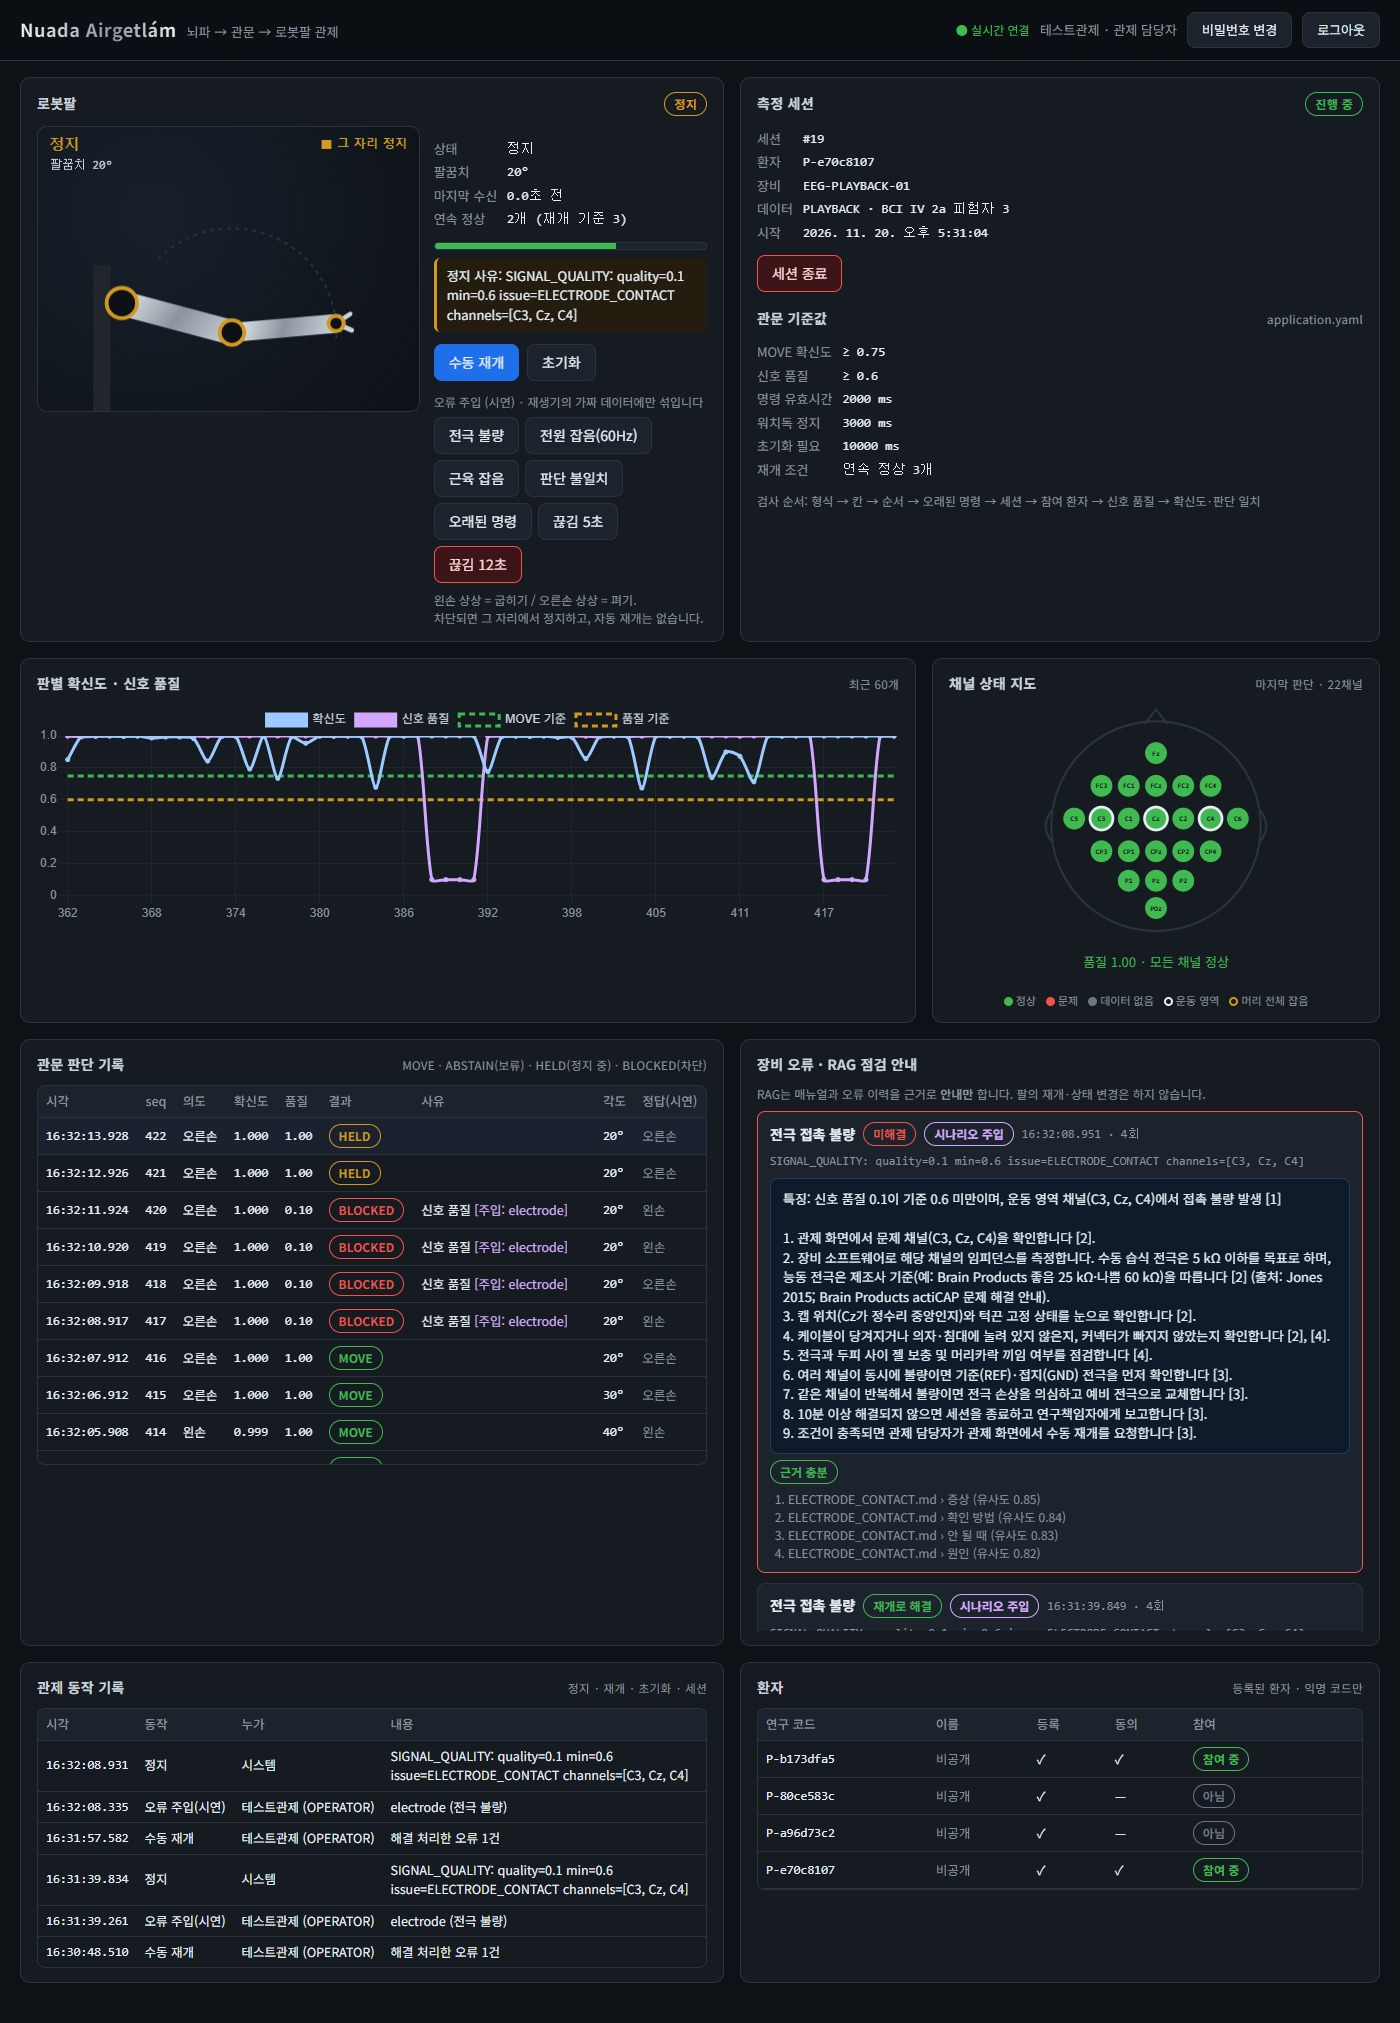 Nuada Airgetlám 뇌파 → 관문 → 로봇팔 관제
실시간 연결 테스트관제 · 관제 담당자 비밀번호 변경 로그아웃
로봇팔 정지
정지 ■ 그 자리 정지
팔꿈치 20°
상태 정지
팔꿈치 20°
마지막 수신 0.0초 전
연속 정상 2개 (재개 기준 3)
정지 사유: SIGNAL_QUALITY: quality=0.1
min=0.6 issue=ELECTRODE_CONTACT
channels=[C3, Cz, C4]
수동 재개 초기화
오류 주입 (시연) · 재생기의 가짜 데이터에만 섞입니다
전극 불량 전원 잡음(60Hz)
근육 잡음 판단 불일치
오래된 명령 끊김 5초
끊김 12초
왼손 상상 = 굽히기 / 오른손 상상 = 펴기.
차단되면 그 자리에서 정지하고, 자동 재개는 없습니다.
측정 세션 진행 중
세션 #19
환자 P-e70c8107
장비 EEG-PLAYBACK-01
데이터 PLAYBACK · BCI IV 2a 피험자 3
시작 2026. 11. 20. 오후 5:31:04
세션 종료
관문 기준값 application.yaml
MOVE 확신도 ≥ 0.75
신호 품질 ≥ 0.6
명령 유효시간 2000 ms
워치독 정지 3000 ms
초기화 필요 10000 ms
재개 조건 연속 정상 3개
검사 순서: 형식 → 칸 → 순서 → 오래된 명령 → 세션 → 참여 환자 → 신호 품질 → 확신도·판단 일치
판별 확신도 · 신호 품질 최근 60개
확신도 신호 품질 MOVE 기준 품질 기준
1.0
0.8
0.6
0.4
0.2
0
362 368 374 380 386 392 398 405 411 417
채널 상태 지도 마지막 판단 · 22채널
Fz
FC3 FC1 FCz FC2 FC4
C5 C3 C1 Cz C2 C4 C6
CP3 CP1 CPz CP2 CP4
P1 Pz P2
POz
품질 1.00 · 모든 채널 정상
정상 문제 데이터 없음 운동 영역 머리 전체 잡음
관문 판단 기록 MOVE · ABSTAIN(보류) · HELD(정지 중) · BLOCKED(차단)
시각 seq 의도 확신도 품질 결과 사유 각도 정답(시연)
16:32:13.928 422 오른손 1.000 1.00 HELD 20° 오른손
16:32:12.926 421 오른손 1.000 1.00 HELD 20° 오른손
16:32:11.924 420 오른손 1.000 0.10 BLOCKED 신호 품질 [주입: electrode] 20° 왼손
16:32:10.920 419 오른손 1.000 0.10 BLOCKED 신호 품질 [주입: electrode] 20° 왼손
16:32:09.918 418 오른손 1.000 0.10 BLOCKED 신호 품질 [주입: electrode] 20° 오른손
16:32:08.917 417 오른손 1.000 0.10 BLOCKED 신호 품질 [주입: electrode] 20° 왼손
16:32:07.912 416 오른손 1.000 1.00 MOVE 20° 오른손
16:32:06.912 415 오른손 1.000 1.00 MOVE 30° 오른손
16:32:05.908 414 왼손 0.999 1.00 MOVE 40° 왼손
장비 오류 · RAG 점검 안내
RAG는 매뉴얼과 오류 이력을 근거로 안내만 합니다. 팔의 재개·상태 변경은 하지 않습니다.
전극 접촉 불량 미해결 시나리오 주입 16:32:08.951 · 4회
SIGNAL_QUALITY: quality=0.1 min=0.6 issue=ELECTRODE_CONTACT channels=[C3, Cz, C4]
특징: 신호 품질 0.1이 기준 0.6 미만이며, 운동 영역 채널(C3, Cz, C4)에서 접촉 불량 발생 [1]
1. 관제 화면에서 문제 채널(C3, Cz, C4)을 확인합니다 [2].
2. 장비 소프트웨어로 해당 채널의 임피던스를 측정합니다. 수동 습식 전극은 5 kΩ 이하를 목표로 하며,
능동 전극은 제조사 기준(예: Brain Products 좋음 25 kΩ·나쁨 60 kΩ)을 따릅니다 [2] (출처: Jones
2015; Brain Products actiCAP 문제 해결 안내).
3. 캡 위치(Cz가 정수리 중앙인지)와 턱끈 고정 상태를 눈으로 확인합니다 [2].
4. 케이블이 당겨지거나 의자·침대에 눌려 있지 않은지, 커넥터가 빠지지 않았는지 확인합니다 [2], [4].
5. 전극과 두피 사이 젤 보충 및 머리카락 끼임 여부를 점검합니다 [4].
6. 여러 채널이 동시에 불량이면 기준(REF)·접지(GND) 전극을 먼저 확인합니다 [3].
7. 같은 채널이 반복해서 불량이면 전극 손상을 의심하고 예비 전극으로 교체합니다 [3].
8. 10분 이상 해결되지 않으면 세션을 종료하고 연구책임자에게 보고합니다 [3].
9. 조건이 충족되면 관제 담당자가 관제 화면에서 수동 재개를 요청합니다 [3].
근거 충분
1. ELECTRODE_CONTACT.md › 증상 (유사도 0.85)
2. ELECTRODE_CONTACT.md › 확인 방법 (유사도 0.84)
3. ELECTRODE_CONTACT.md › 안 될 때 (유사도 0.83)
4. ELECTRODE_CONTACT.md › 원인 (유사도 0.82)
전극 접촉 불량 재개로 해결 시나리오 주입 16:31:39.849 · 4회
관제 동작 기록 정지 · 재개 · 초기화 · 세션
시각 동작 누가 내용
16:32:08.931 정지 시스템 SIGNAL_QUALITY: quality=0.1 min=0.6
issue=ELECTRODE_CONTACT channels=[C3, Cz, C4]
16:32:08.335 오류 주입(시연) 테스트관제 (OPERATOR) electrode (전극 불량)
16:31:57.582 수동 재개 테스트관제 (OPERATOR) 해결 처리한 오류 1건
16:31:39.834 정지 시스템 SIGNAL_QUALITY: quality=0.1 min=0.6
issue=ELECTRODE_CONTACT channels=[C3, Cz, C4]
16:31:39.261 오류 주입(시연) 테스트관제 (OPERATOR) electrode (전극 불량)
16:30:48.510 수동 재개 테스트관제 (OPERATOR) 해결 처리한 오류 1건
환자 등록된 환자 · 익명 코드만
연구 코드 이름 등록 동의 참여
P-b173dfa5 비공개 ✓ ✓ 참여 중
P-80ce583c 비공개 ✓ — 아님
P-a96d73c2 비공개 ✓ — 아님
P-e70c8107 비공개 ✓ ✓ 참여 중